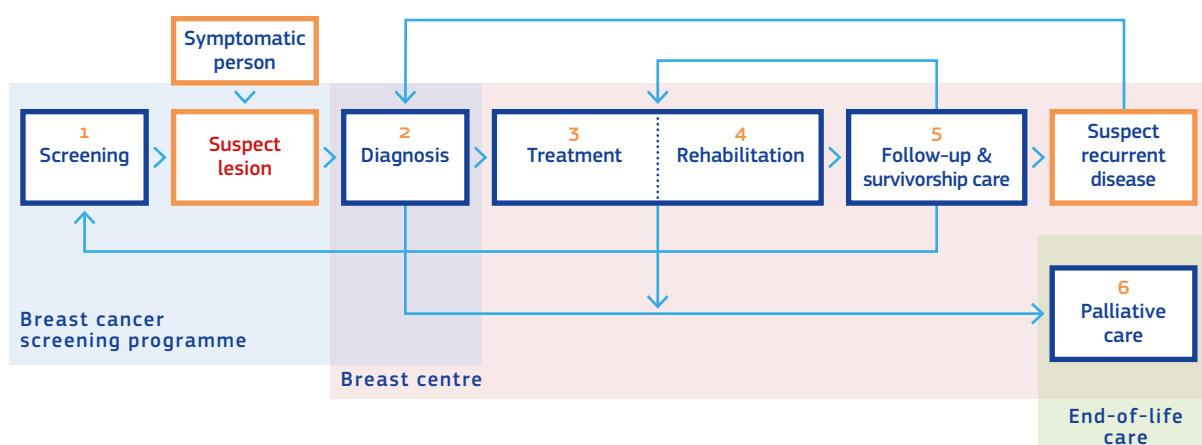 Symptomatic
person
1
Screening
Suspect
lesion
2
Diagnosis
3
Treatment
4
Rehabilitation
5
Follow-up &
survivorship care
Suspect
recurrent
disease
6
Palliative
care
Breast cancer
screening programme
Breast centre
End-of-life
care